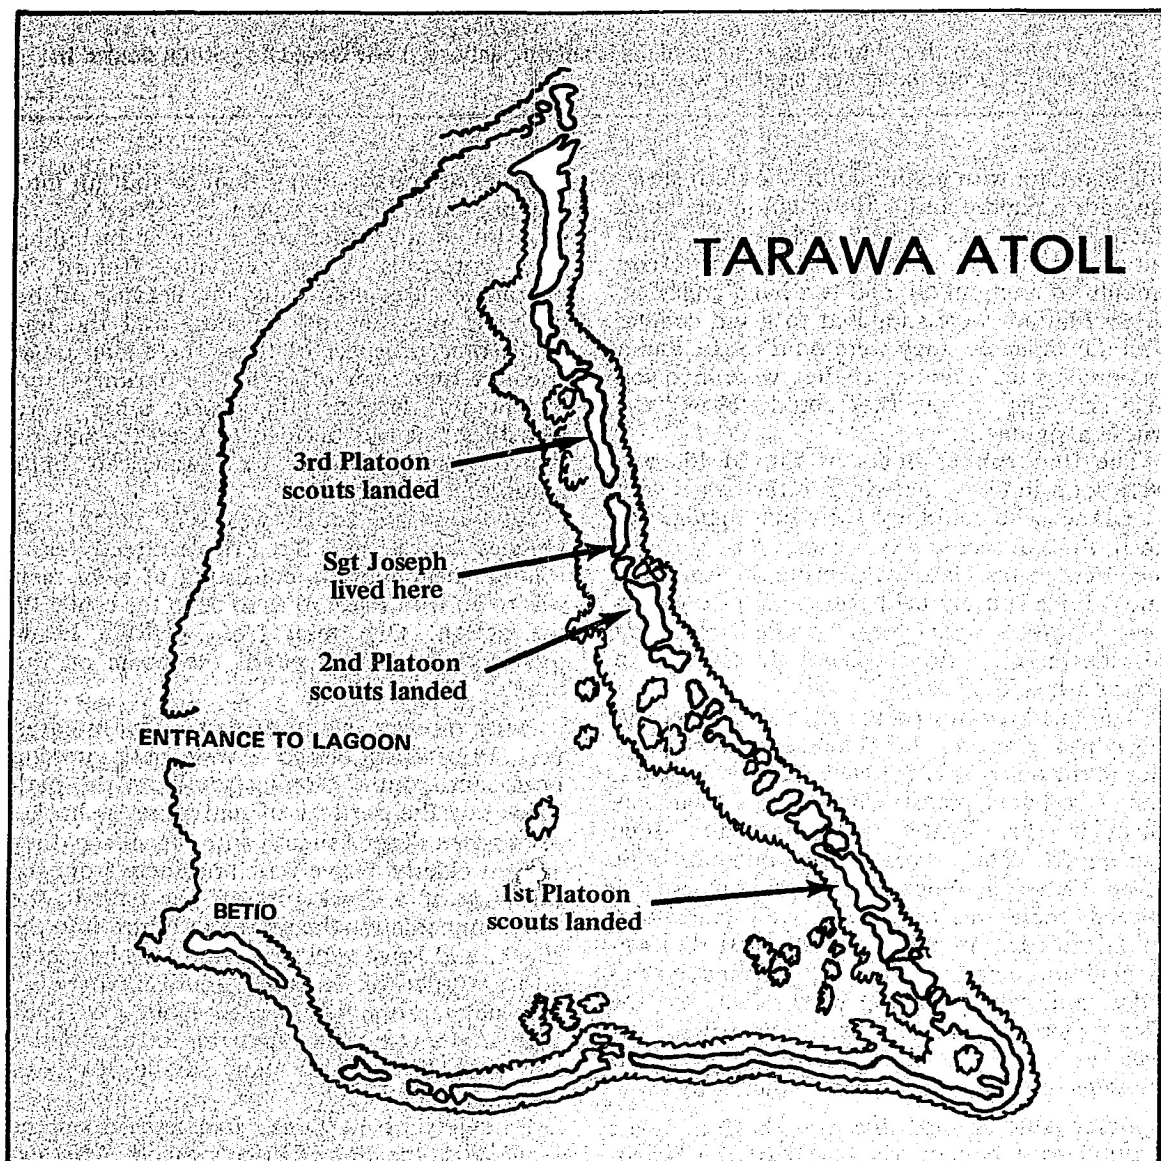 TARAWA ATOLL
3rd Platoon
scouts landed
Sgt Joseph
lived here
2nd Platoon
scouts landed
ENTRANCE TO LAGOON
BETIO
1st Platoon
scouts landed